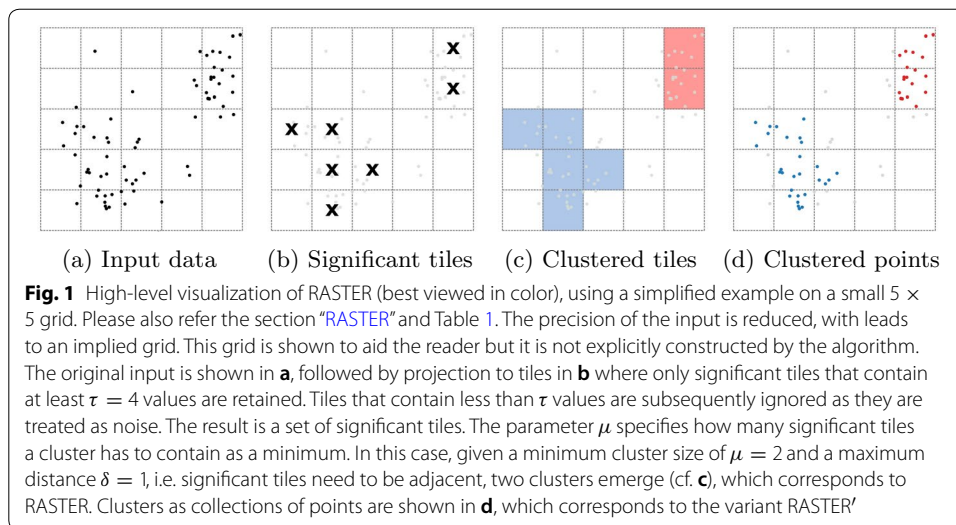 x
x
x x
x x
x
(a) Input data (b) Significant tiles (c) Clustered tiles (d) Clustered points
Fig. 1 High-level visualization of RASTER (best viewed in color), using a simplified example on a small 5 ×
5 grid. Please also refer the section “RASTER” and Table 1. The precision of the input is reduced, with leads
to an implied grid. This grid is shown to aid the reader but it is not explicitly constructed by the algorithm.
The original input is shown in a, followed by projection to tiles in b where only significant tiles that contain
at least τ = 4 values are retained. Tiles that contain less than τ values are subsequently ignored as they are
treated as noise. The result is a set of significant tiles. The parameter μ specifies how many significant tiles
a cluster has to contain as a minimum. In this case, given a minimum cluster size of μ = 2 and a maximum
distance δ = 1, i.e. significant tiles need to be adjacent, two clusters emerge (cf. c), which corresponds to
RASTER. Clusters as collections of points are shown in d, which corresponds to the variant RASTER′